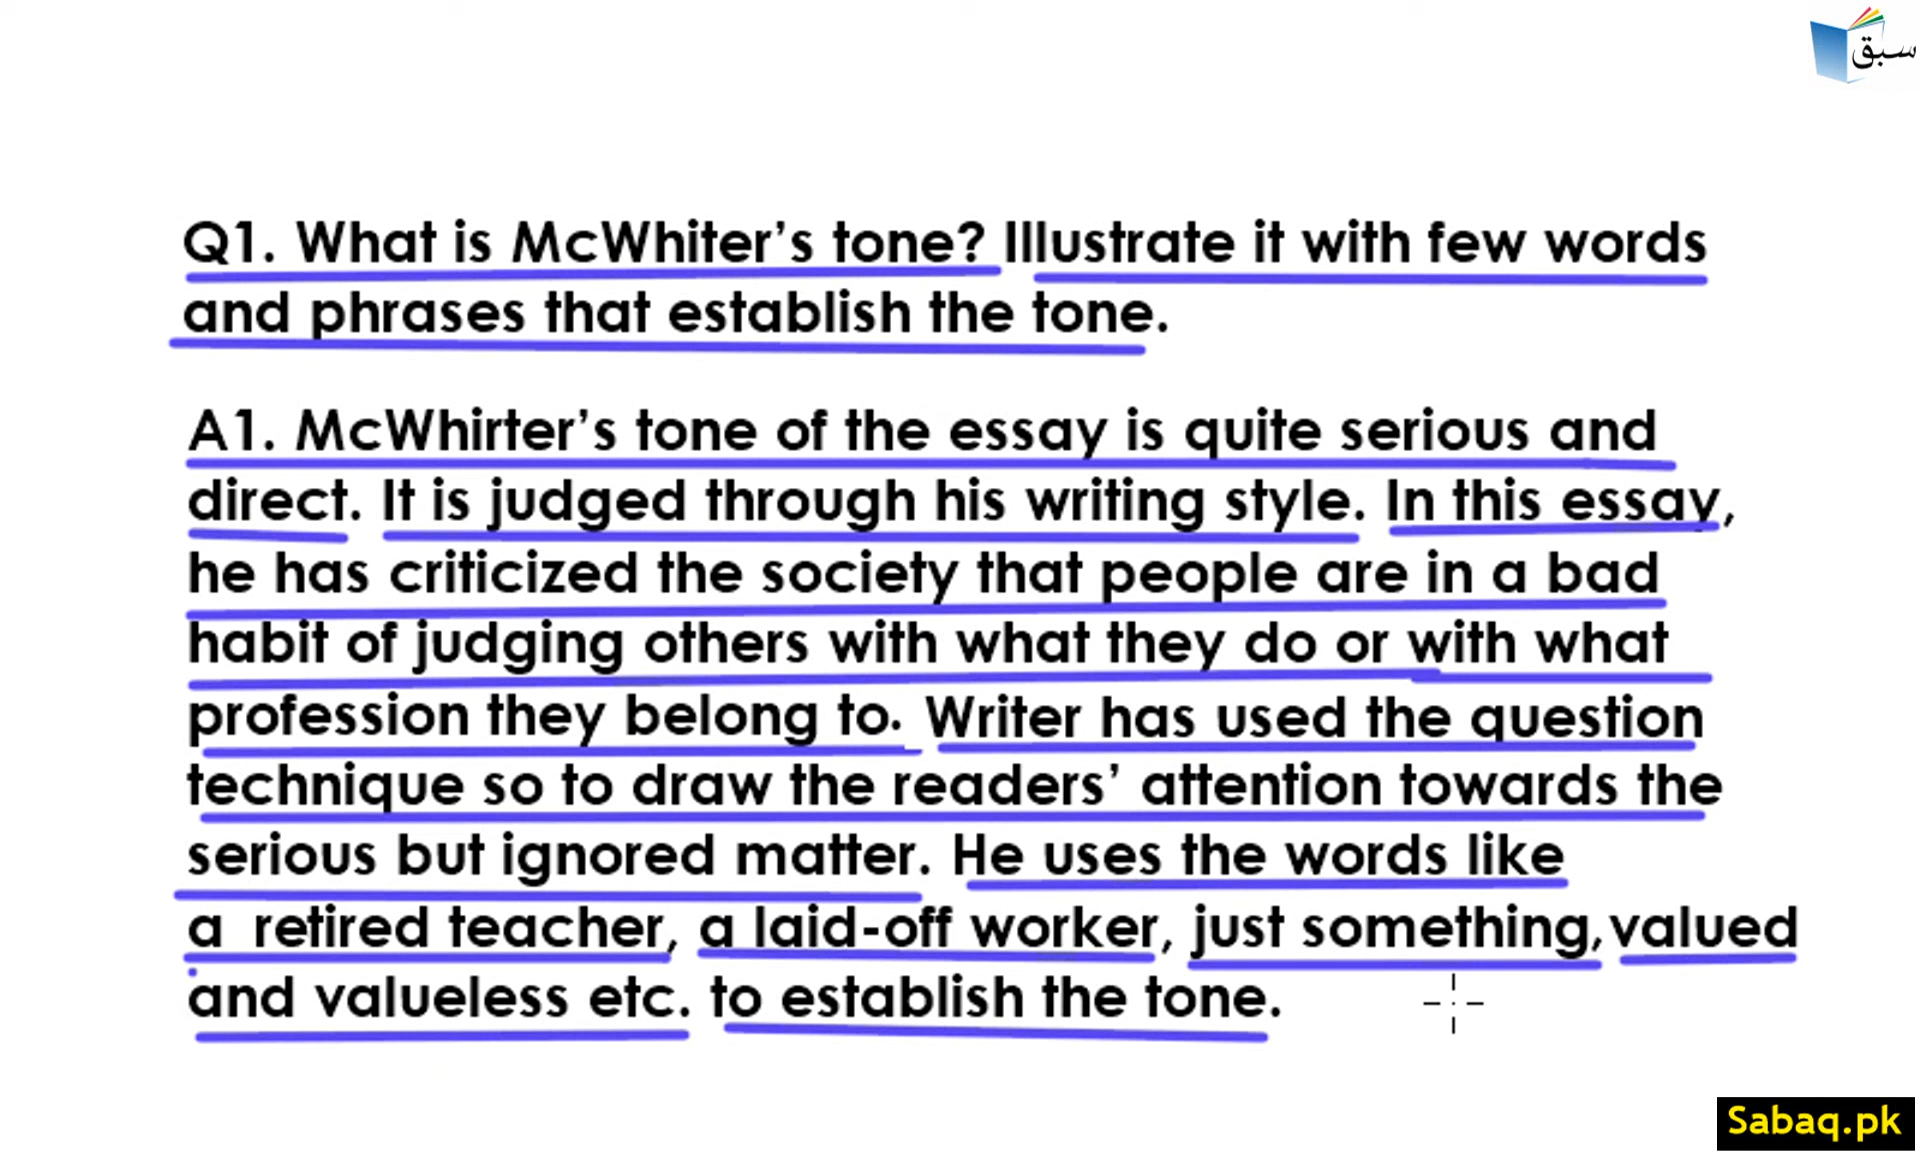 سبق
Q1. What is McWhiter's tone? Illustrate it with few words
and phrases that establish the tone.
A1. McWhirter's tone of the essay is quite serious and
direct. It is judged through his writing style. In this essay,
he has criticized the society that people are in a bad
habit of judging others with what they do or with what
profession they belong to. Writer has used the question
technique so to draw the readers' attention towards the
serious but ignored matter. He uses the words like
a retired teacher, a laid-off worker, just something, valued
and valueless etc. to establish the tone.
Sabaq.pk